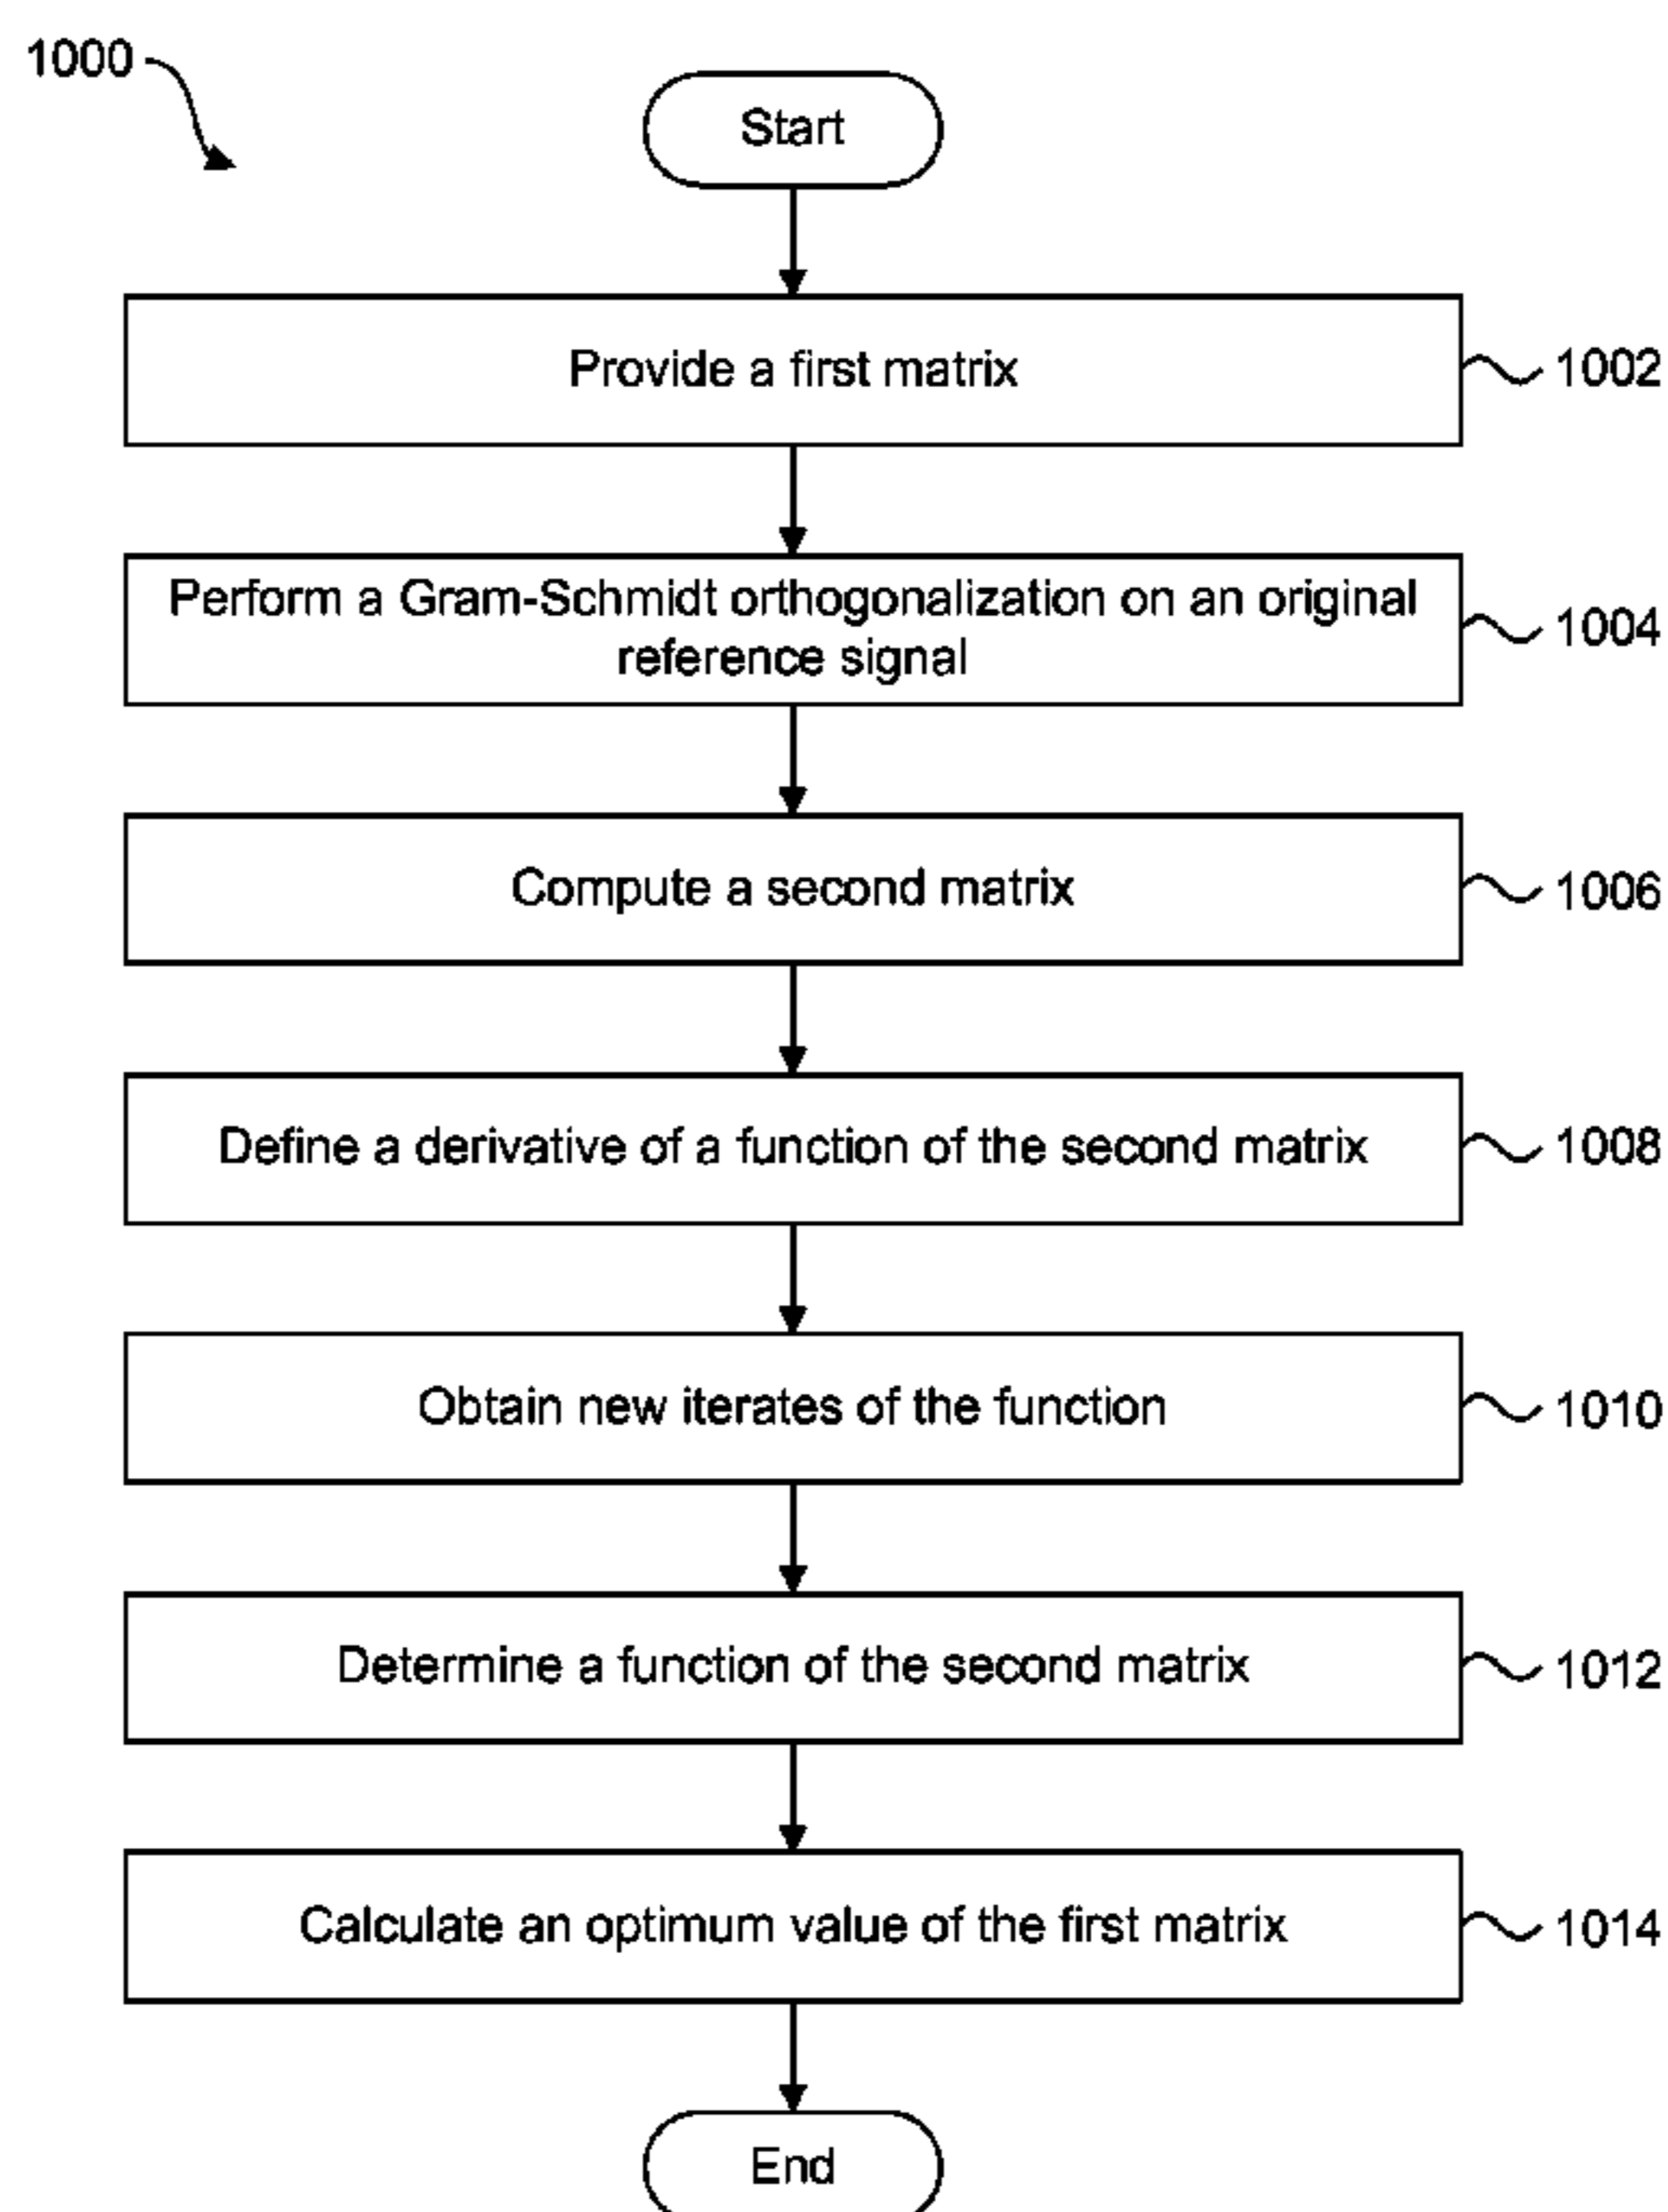 1000
Start
Provide a first matrix
1002
Perform a Gram-Schmidt orthogonalization on an original
reference signal
1004
Compute a second matrix
1006
Define a derivative of a function of the second matrix
1008
Obtain new iterates of the function
1010
Determine a function of the second matrix
1012
Calculate an optimum value of the first matrix
1014
End